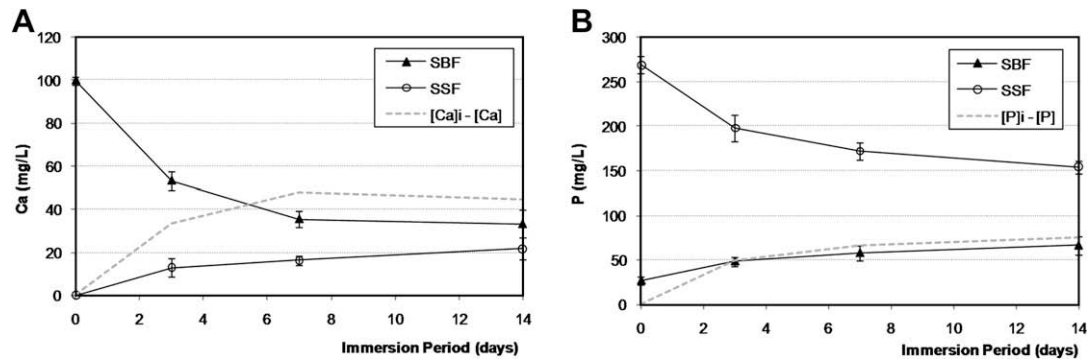 A
120
100
80
60
40
20
0
Ca (mg/L)
SBF
SSF
[Ca]i - [Ca]
0 2 4 6 8 10 12 14
Immersion Period (days)
B
300
250
200
150
100
50
0
P (mg/L)
SBF
SSF
[P]i - [P]
0 2 4 6 8 10 12 14
Immersion Period (days)